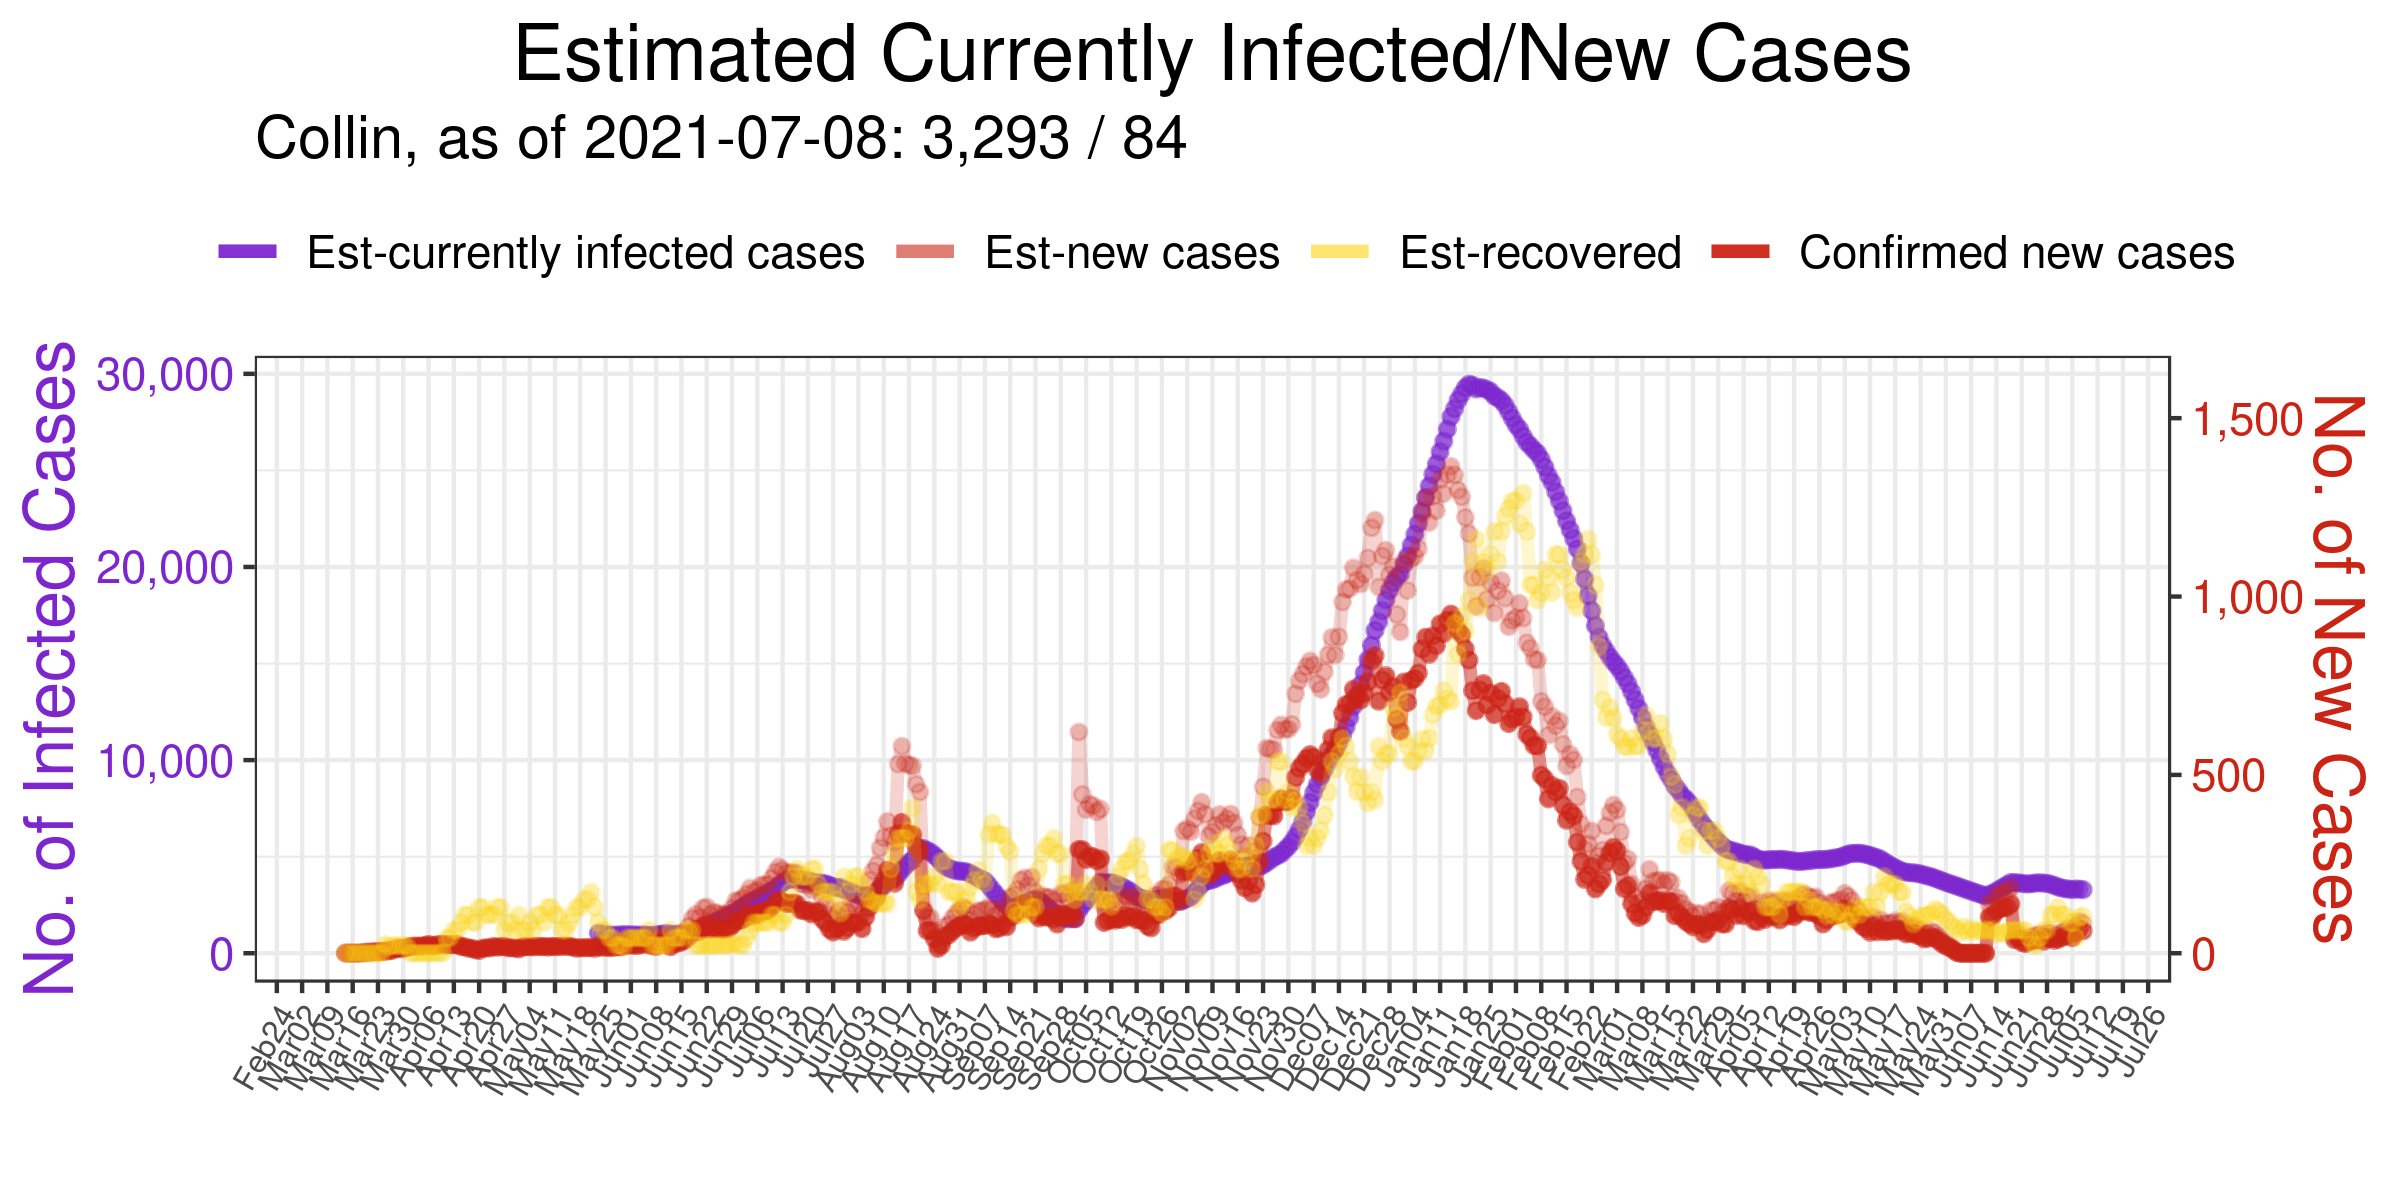 Estimated Currently Infected/New Cases
Collin, as of 2021-07-08: 3,293 / 84
Est-currently infected cases
Est-new cases
Est-recovered
Confirmed new cases
No. of Infected Cases
30,000
20,000
10,000
0
1,500
1,000
500
0
No. of New Cases
Feb24
Mar02
Mar09
Mar16
Mar23
Mar30
Apr06
Apr13
Apr20
Apr27
May04
May11
May18
May25
Jun01
Jun08
Jun15
Jun22
Jun29
Jul06
Jul13
Jul20
Jul27
Aug03
Aug10
Aug17
Aug24
Aug31
Sep07
Sep14
Sep21
Sep28
Oct05
Oct12
Oct19
Oct26
Nov02
Nov09
Nov16
Nov23
Nov30
Dec07
Dec14
Dec21
Dec28
Jan04
Jan11
Jan18
Jan25
Feb01
Feb08
Feb15
Feb22
Mar01
Mar08
Mar15
Mar22
Mar29
Apr05
Apr12
Apr19
Apr26
May03
May10
May17
May24
May31
Jun07
Jun14
Jun21
Jun28
Jul05
Jul12
Jul19
Jul26